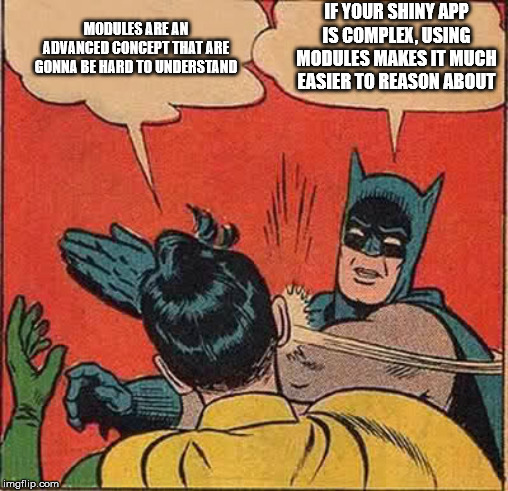 MODULES ARE AN
ADVANCED CONCEPT THAT ARE
GONNA BE HARD TO UNDERSTAND
IF YOUR SHINY APP
IS COMPLEX, USING
MODULES MAKES IT MUCH
EASIER TO REASON ABOUT
imgflip.com